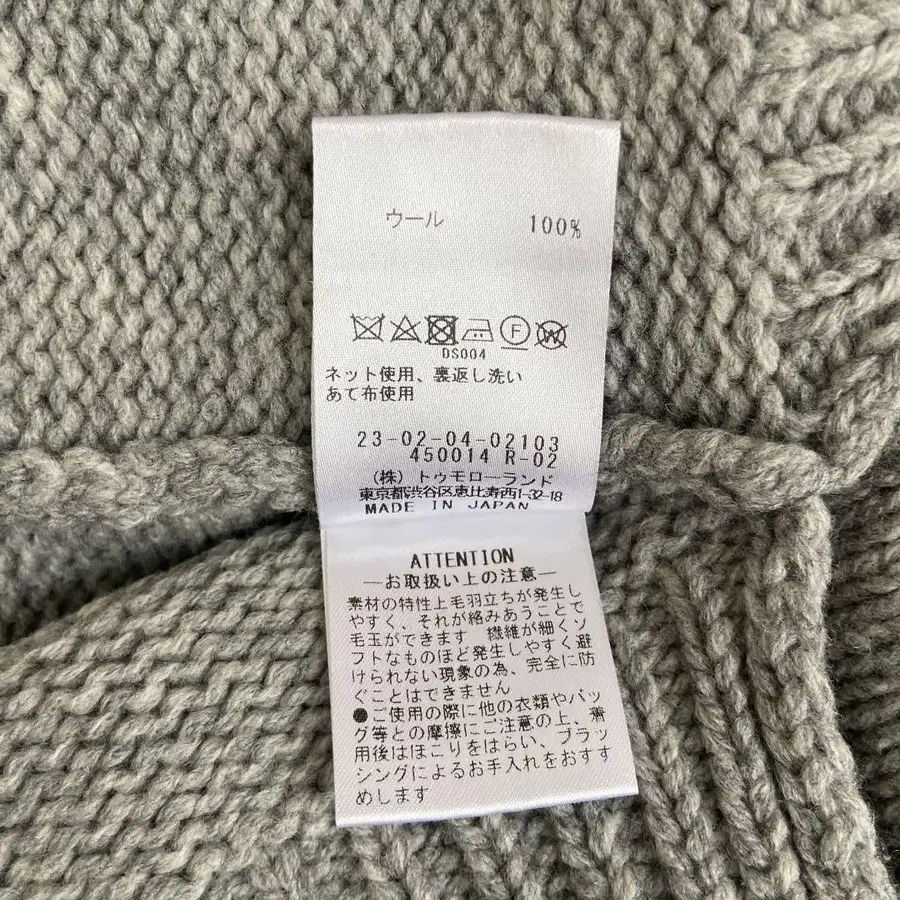 ウール 100%
F W
DS004
ネット使用、裏返し洗い
あて布使用
23-02-04-02103
450014 R-02
(株) トゥモローランド
東京都渋谷区恵比寿西1-32-18
MADE IN JAPAN
ATTENTION
―お取扱い上の注意―
素材の特性上毛羽立ちが発生し
やすく、それが絡みあうことで
毛玉ができます 繊維が細くソ
フトなものほど発生しやすく避
けられない現象の為、完全に防
ぐことはできません
●ご使用の際に他の衣類やバッ
グ等との摩擦にご注意の上、着
用後はほこりをはらい、ブラッ
シングによるお手入れをおすす
めします